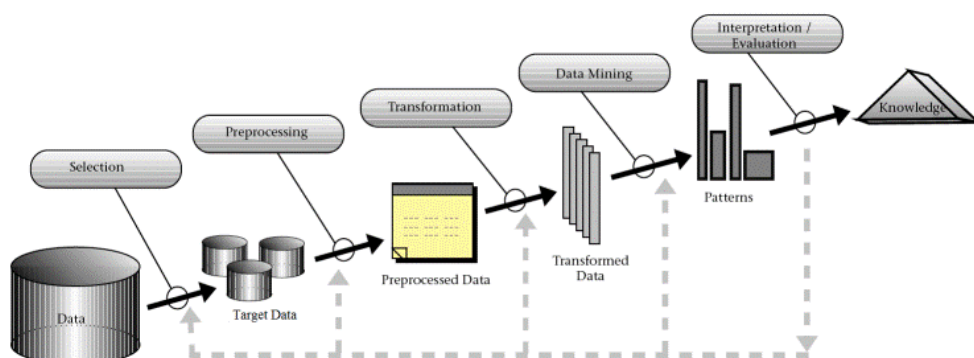 Interpretation /
Evaluation
Data Mining
Transformation
Preprocessing
Selection
Knowledge
Patterns
Transformed
Data
Preprocessed Data
Target Data
Data